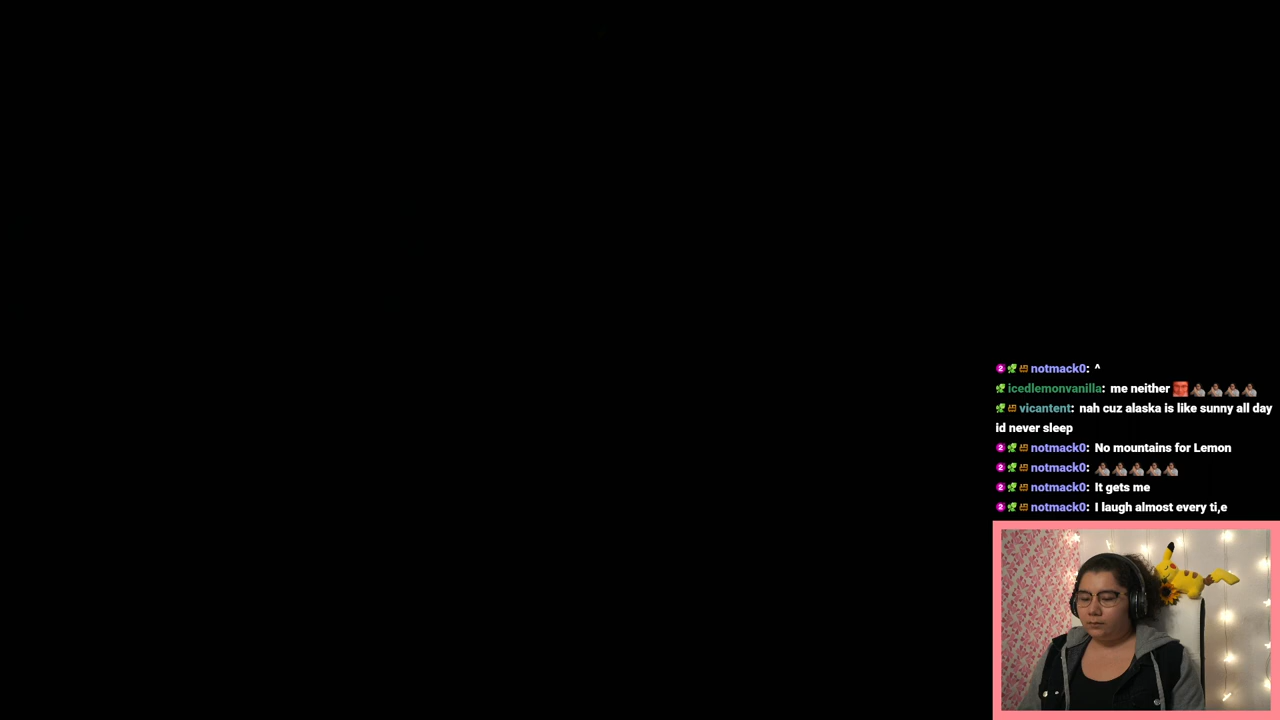 notmack0: ^
icedlemonvanilla: me neither
vicantent: nah cuz alaska is like sunny all day
id never sleep
notmack0: No mountains for Lemon
notmack0:
notmack0: It gets me
notmack0: I laugh almost every ti,e